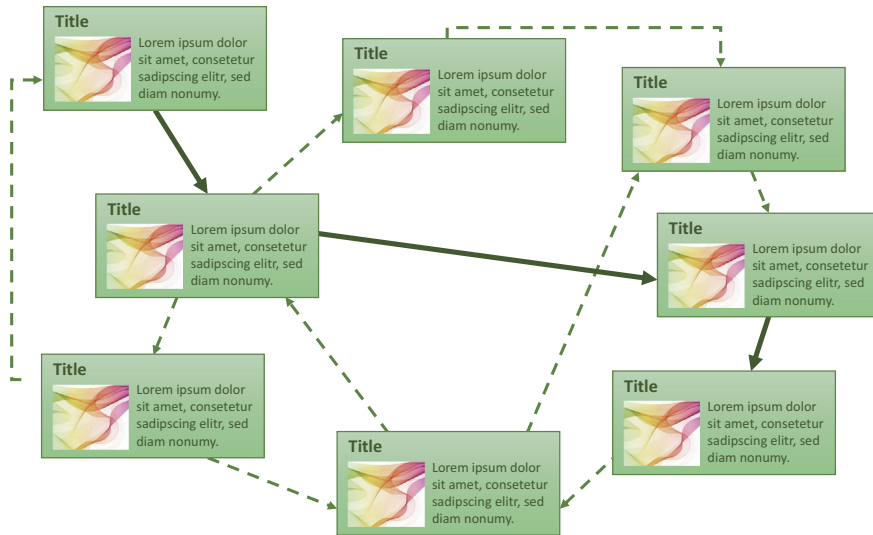 Title
Lorem ipsum dolor
sit amet, consetetur
sadipscing elitr, sed
diam nonumy.
Title
Lorem ipsum dolor
sit amet, consetetur
sadipscing elitr, sed
diam nonumy.
Title
Lorem ipsum dolor
sit amet, consetetur
sadipscing elitr, sed
diam nonumy.
Title
Lorem ipsum dolor
sit amet, consetetur
sadipscing elitr, sed
diam nonumy.
Title
Lorem ipsum dolor
sit amet, consetetur
sadipscing elitr, sed
diam nonumy.
Title
Lorem ipsum dolor
sit amet, consetetur
sadipscing elitr, sed
diam nonumy.
Title
Lorem ipsum dolor
sit amet, consetetur
sadipscing elitr, sed
diam nonumy.
Title
Lorem ipsum dolor
sit amet, consetetur
sadipscing elitr, sed
diam nonumy.